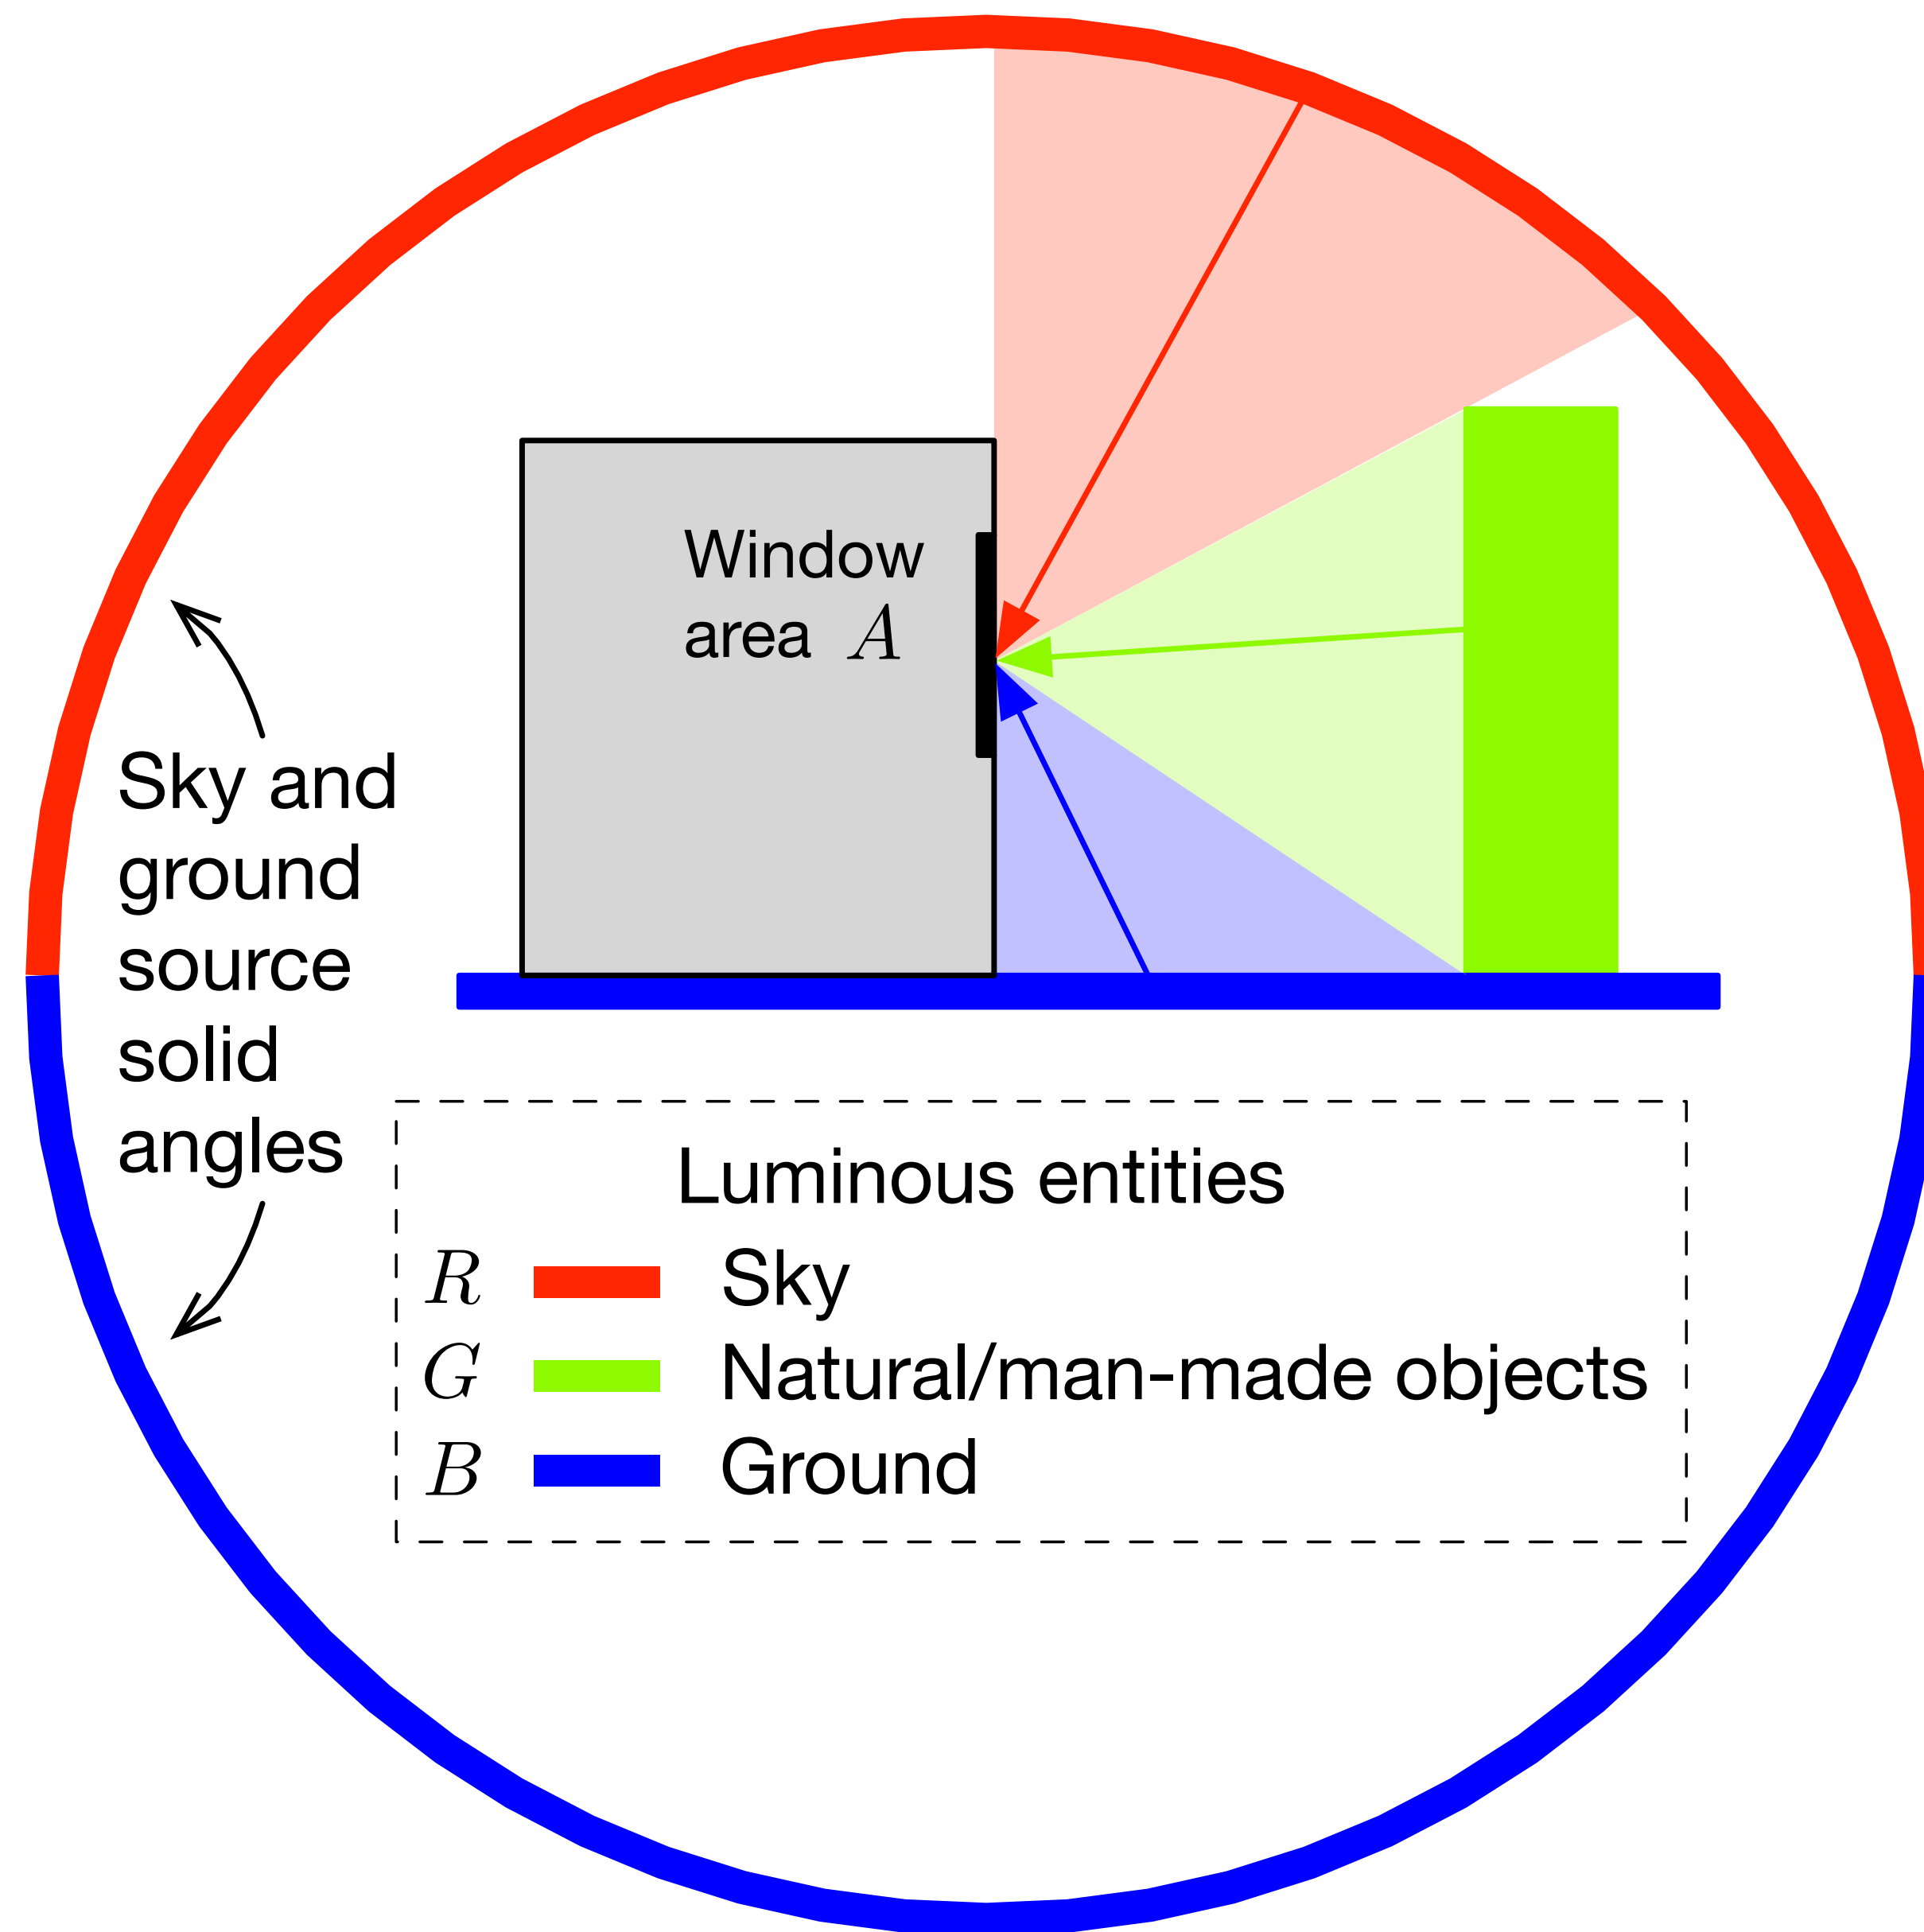 Window
area A
Sky and
ground
source
solid
angles
Luminous entities
R Sky
G Natural/man-made objects
B Ground